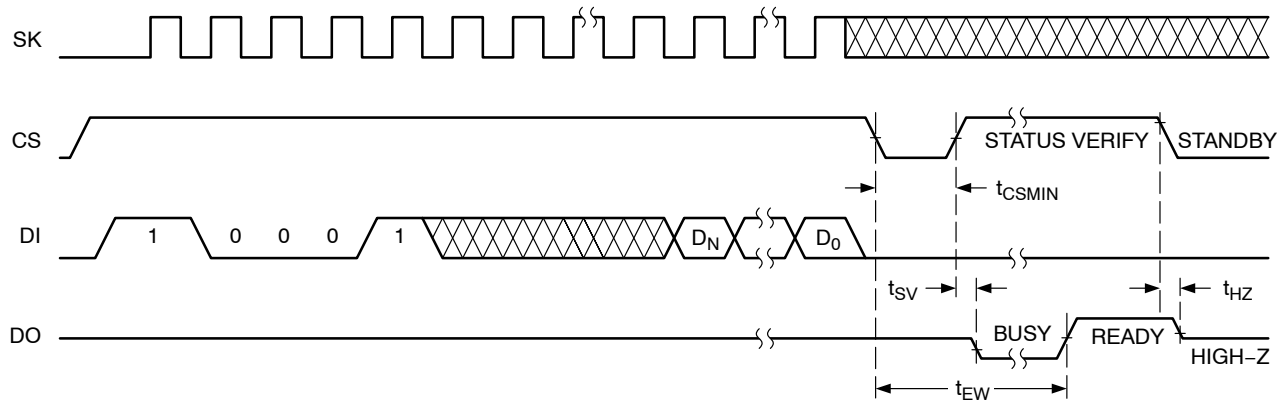 SK
CS
STATUS VERIFY
STANDBY
tCSMIN
DI
1
0
0
0
1
DN
D0
tSV
tHZ
DO
BUSY
READY
HIGH–Z
tEW